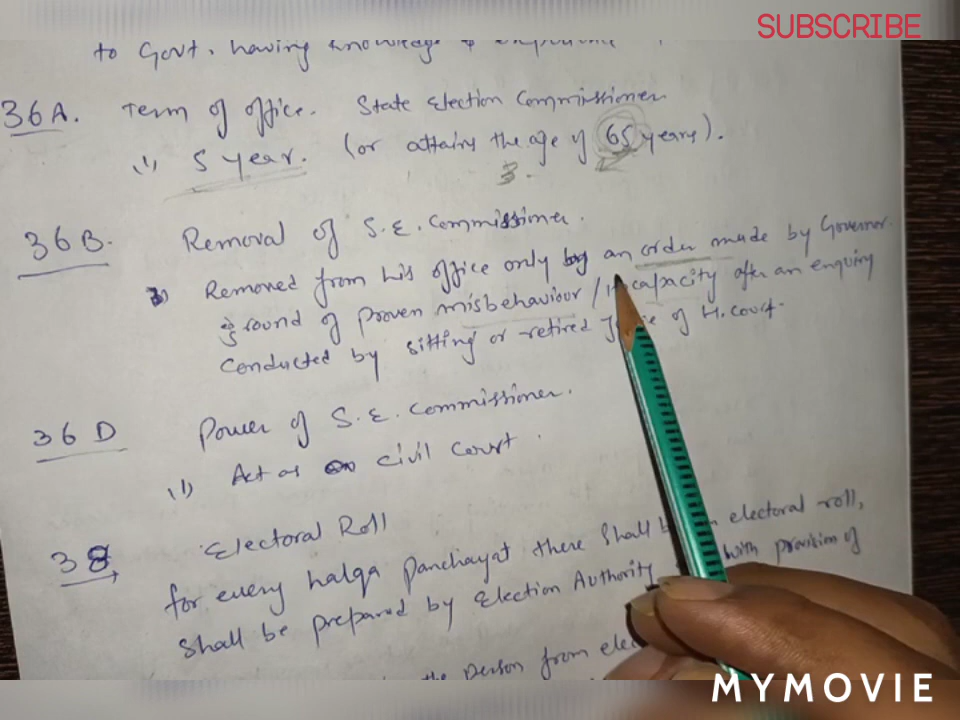 SUBSCRIBE
to Govt. having knowledge &
36A. Term of office. State Election Commissioner
(1) 5 year. (or attains the age of 65 years).
3.
36B. Removal of S.E. Commissioner.
Removed from his office only by an order made by Governor.
ground of proven misbehaviour / incapacity after an enquiry
conducted by sitting or retired of H. court.
36 D Power of S.E. Commissioner.
(1) Act as civil court.
38 Electoral Roll
for every halqa panchayat there shall electoral roll,
shall be prepared by Election Authority with provision of
the person from
MYMOVIE